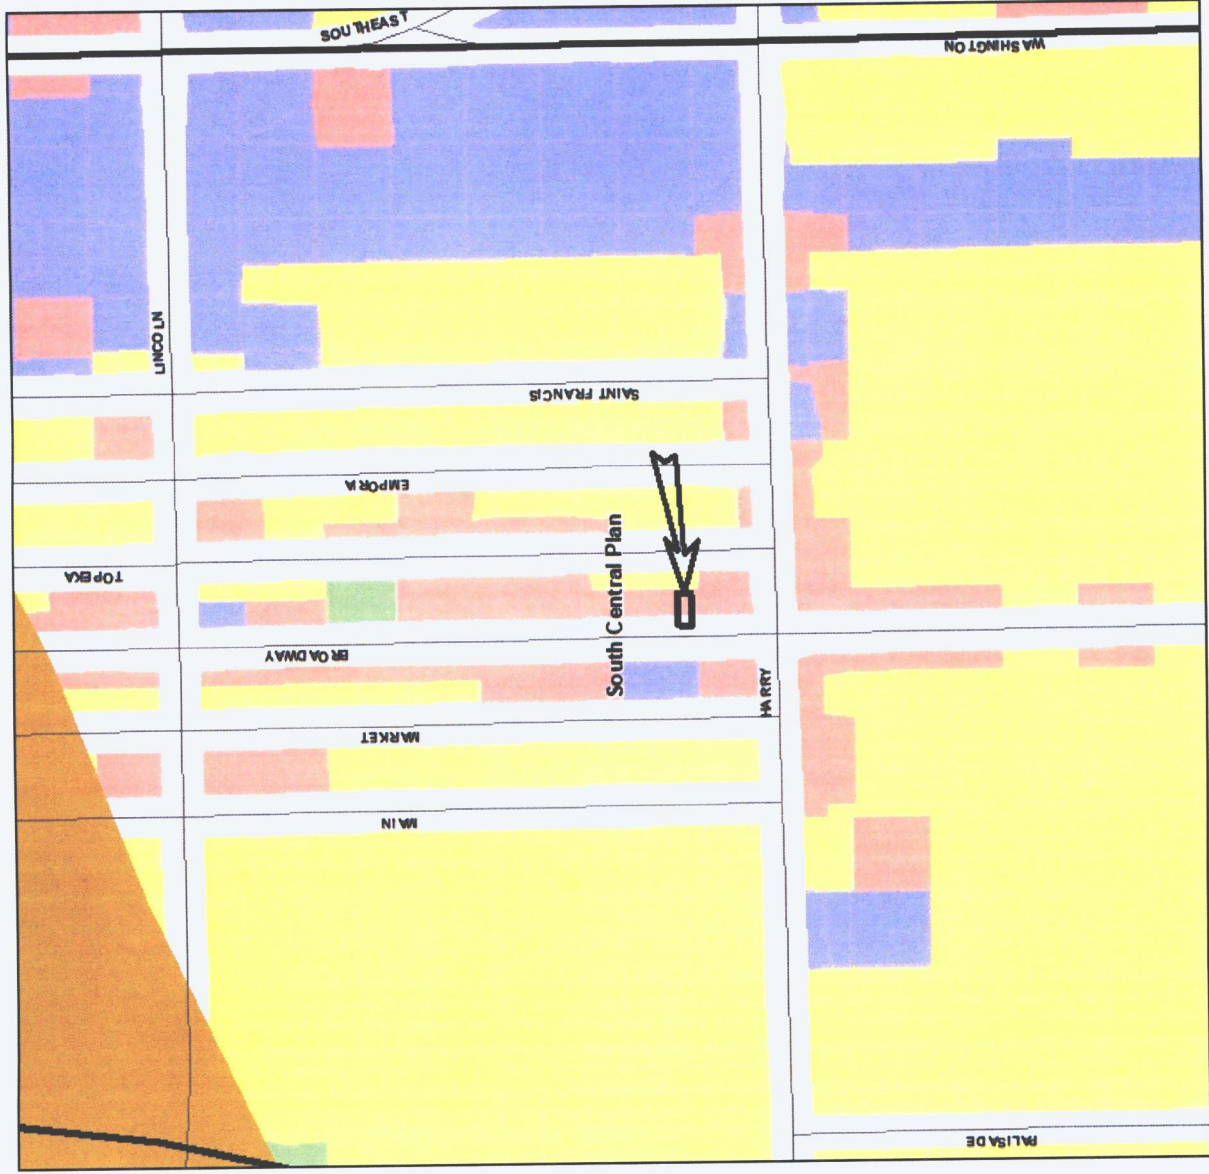 SOUTHEAST
WASHINGTON
LINCOLN
SAINT FRANCIS
EMPORIA
TOPEKA
South Central Plan
BROADWAY
HARRY
MARKET
MAIN
PALISADE